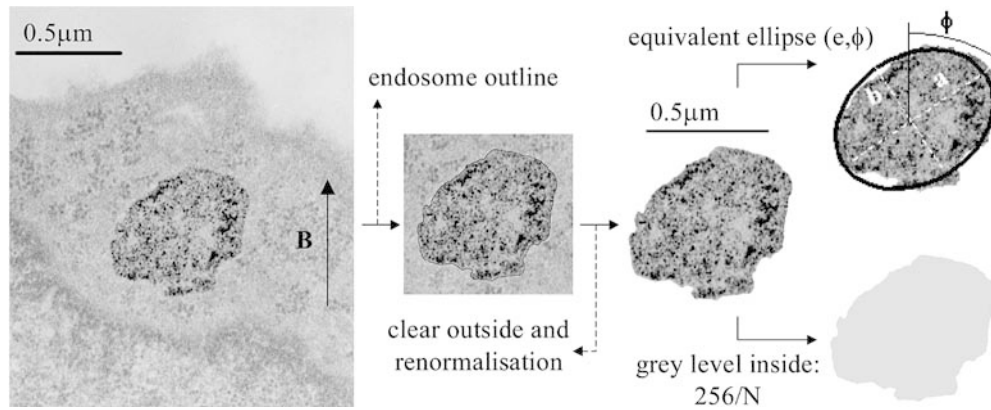 0.5µm
B
endosome outline
clear outside and
renormalisation
0.5µm
equivalent ellipse (e,ϕ)
ϕ
a
b
grey level inside:
256/N